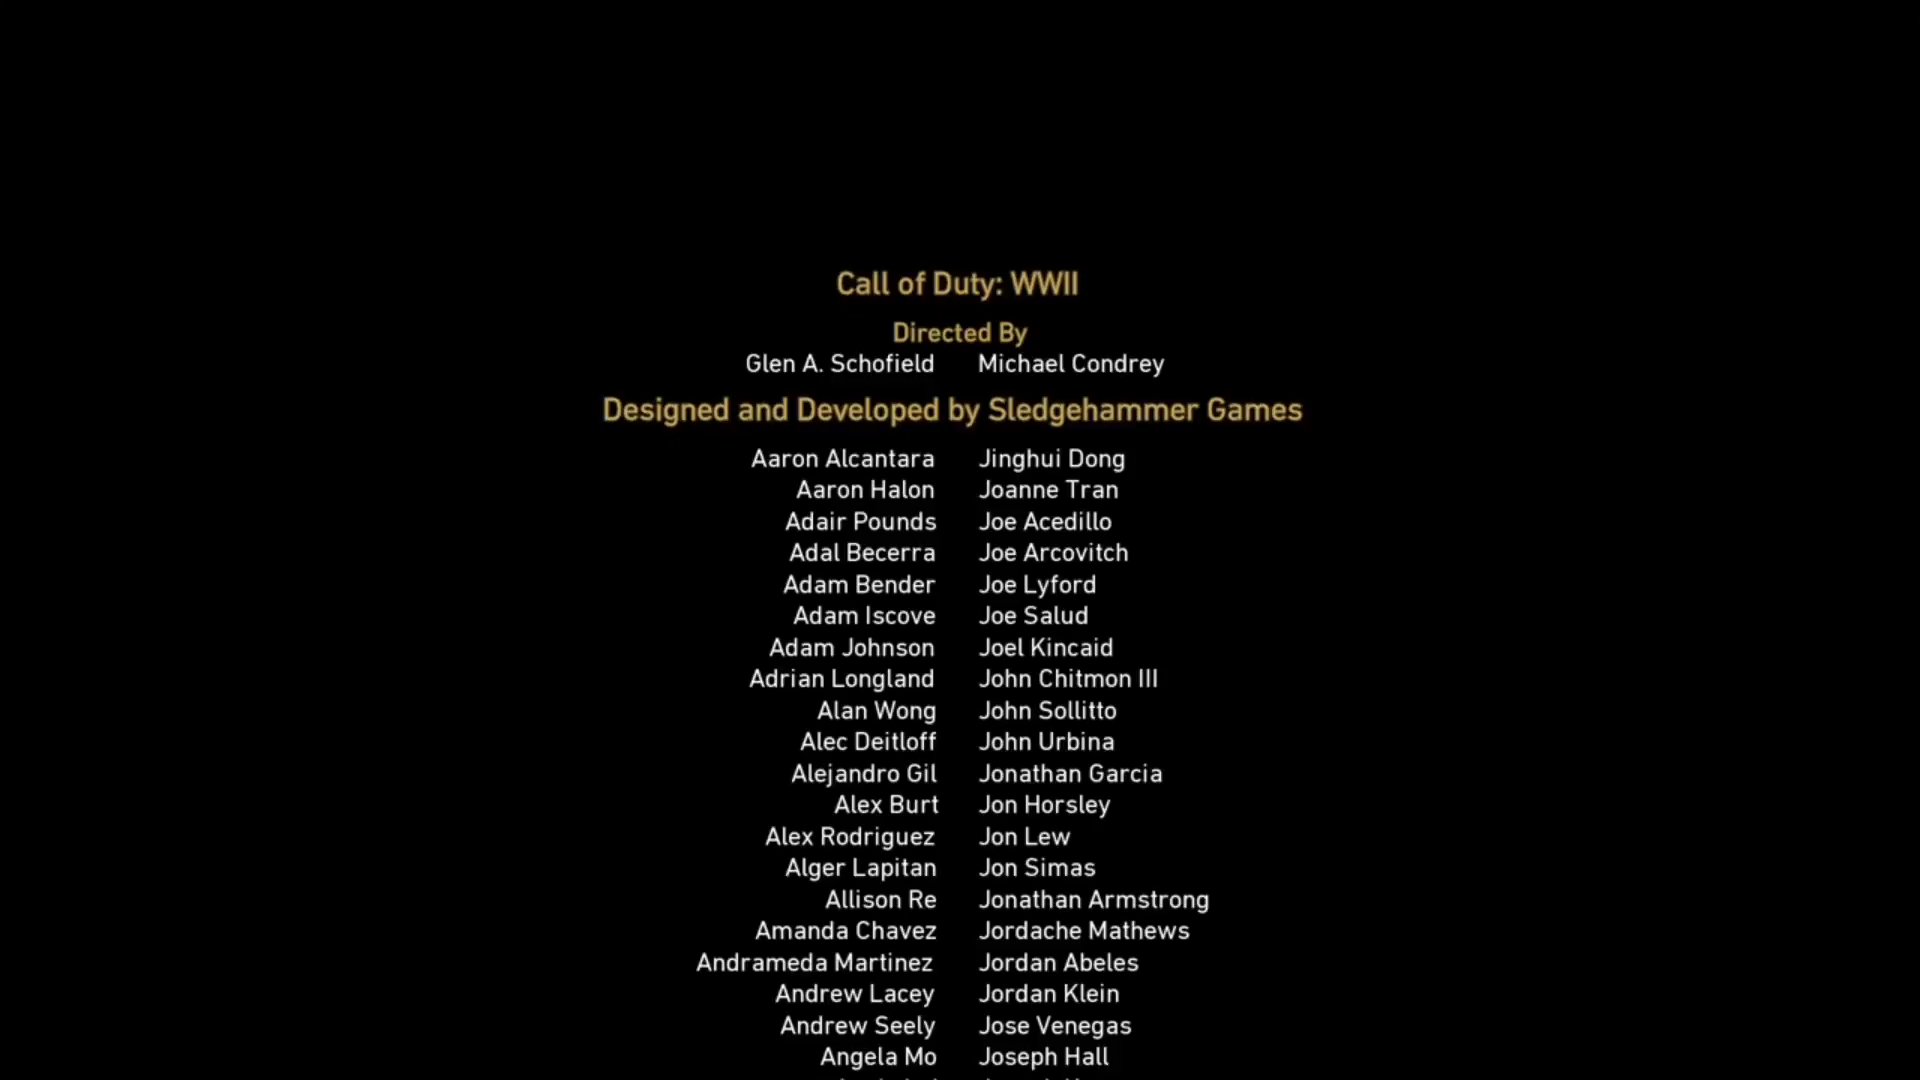 Call of Duty: WWII
Directed By
Glen A. Schofield Michael Condrey
Designed and Developed by Sledgehammer Games
Aaron Alcantara Jinghui Dong
Aaron Halon Joanne Tran
Adair Pounds Joe Acedillo
Adal Becerra Joe Arcovitch
Adam Bender Joe Lyford
Adam Iscove Joe Salud
Adam Johnson Joel Kincaid
Adrian Longland John Chitmon III
Alan Wong John Sollitto
Alec Deitloff John Urbina
Alejandro Gil Jonathan Garcia
Alex Burt Jon Horsley
Alex Rodriguez Jon Lew
Alger Lapitan Jon Simas
Allison Re Jonathan Armstrong
Amanda Chavez Jordache Mathews
Andrameda Martinez Jordan Abeles
Andrew Lacey Jordan Klein
Andrew Seely Jose Venegas
Angela Mo Joseph Hall